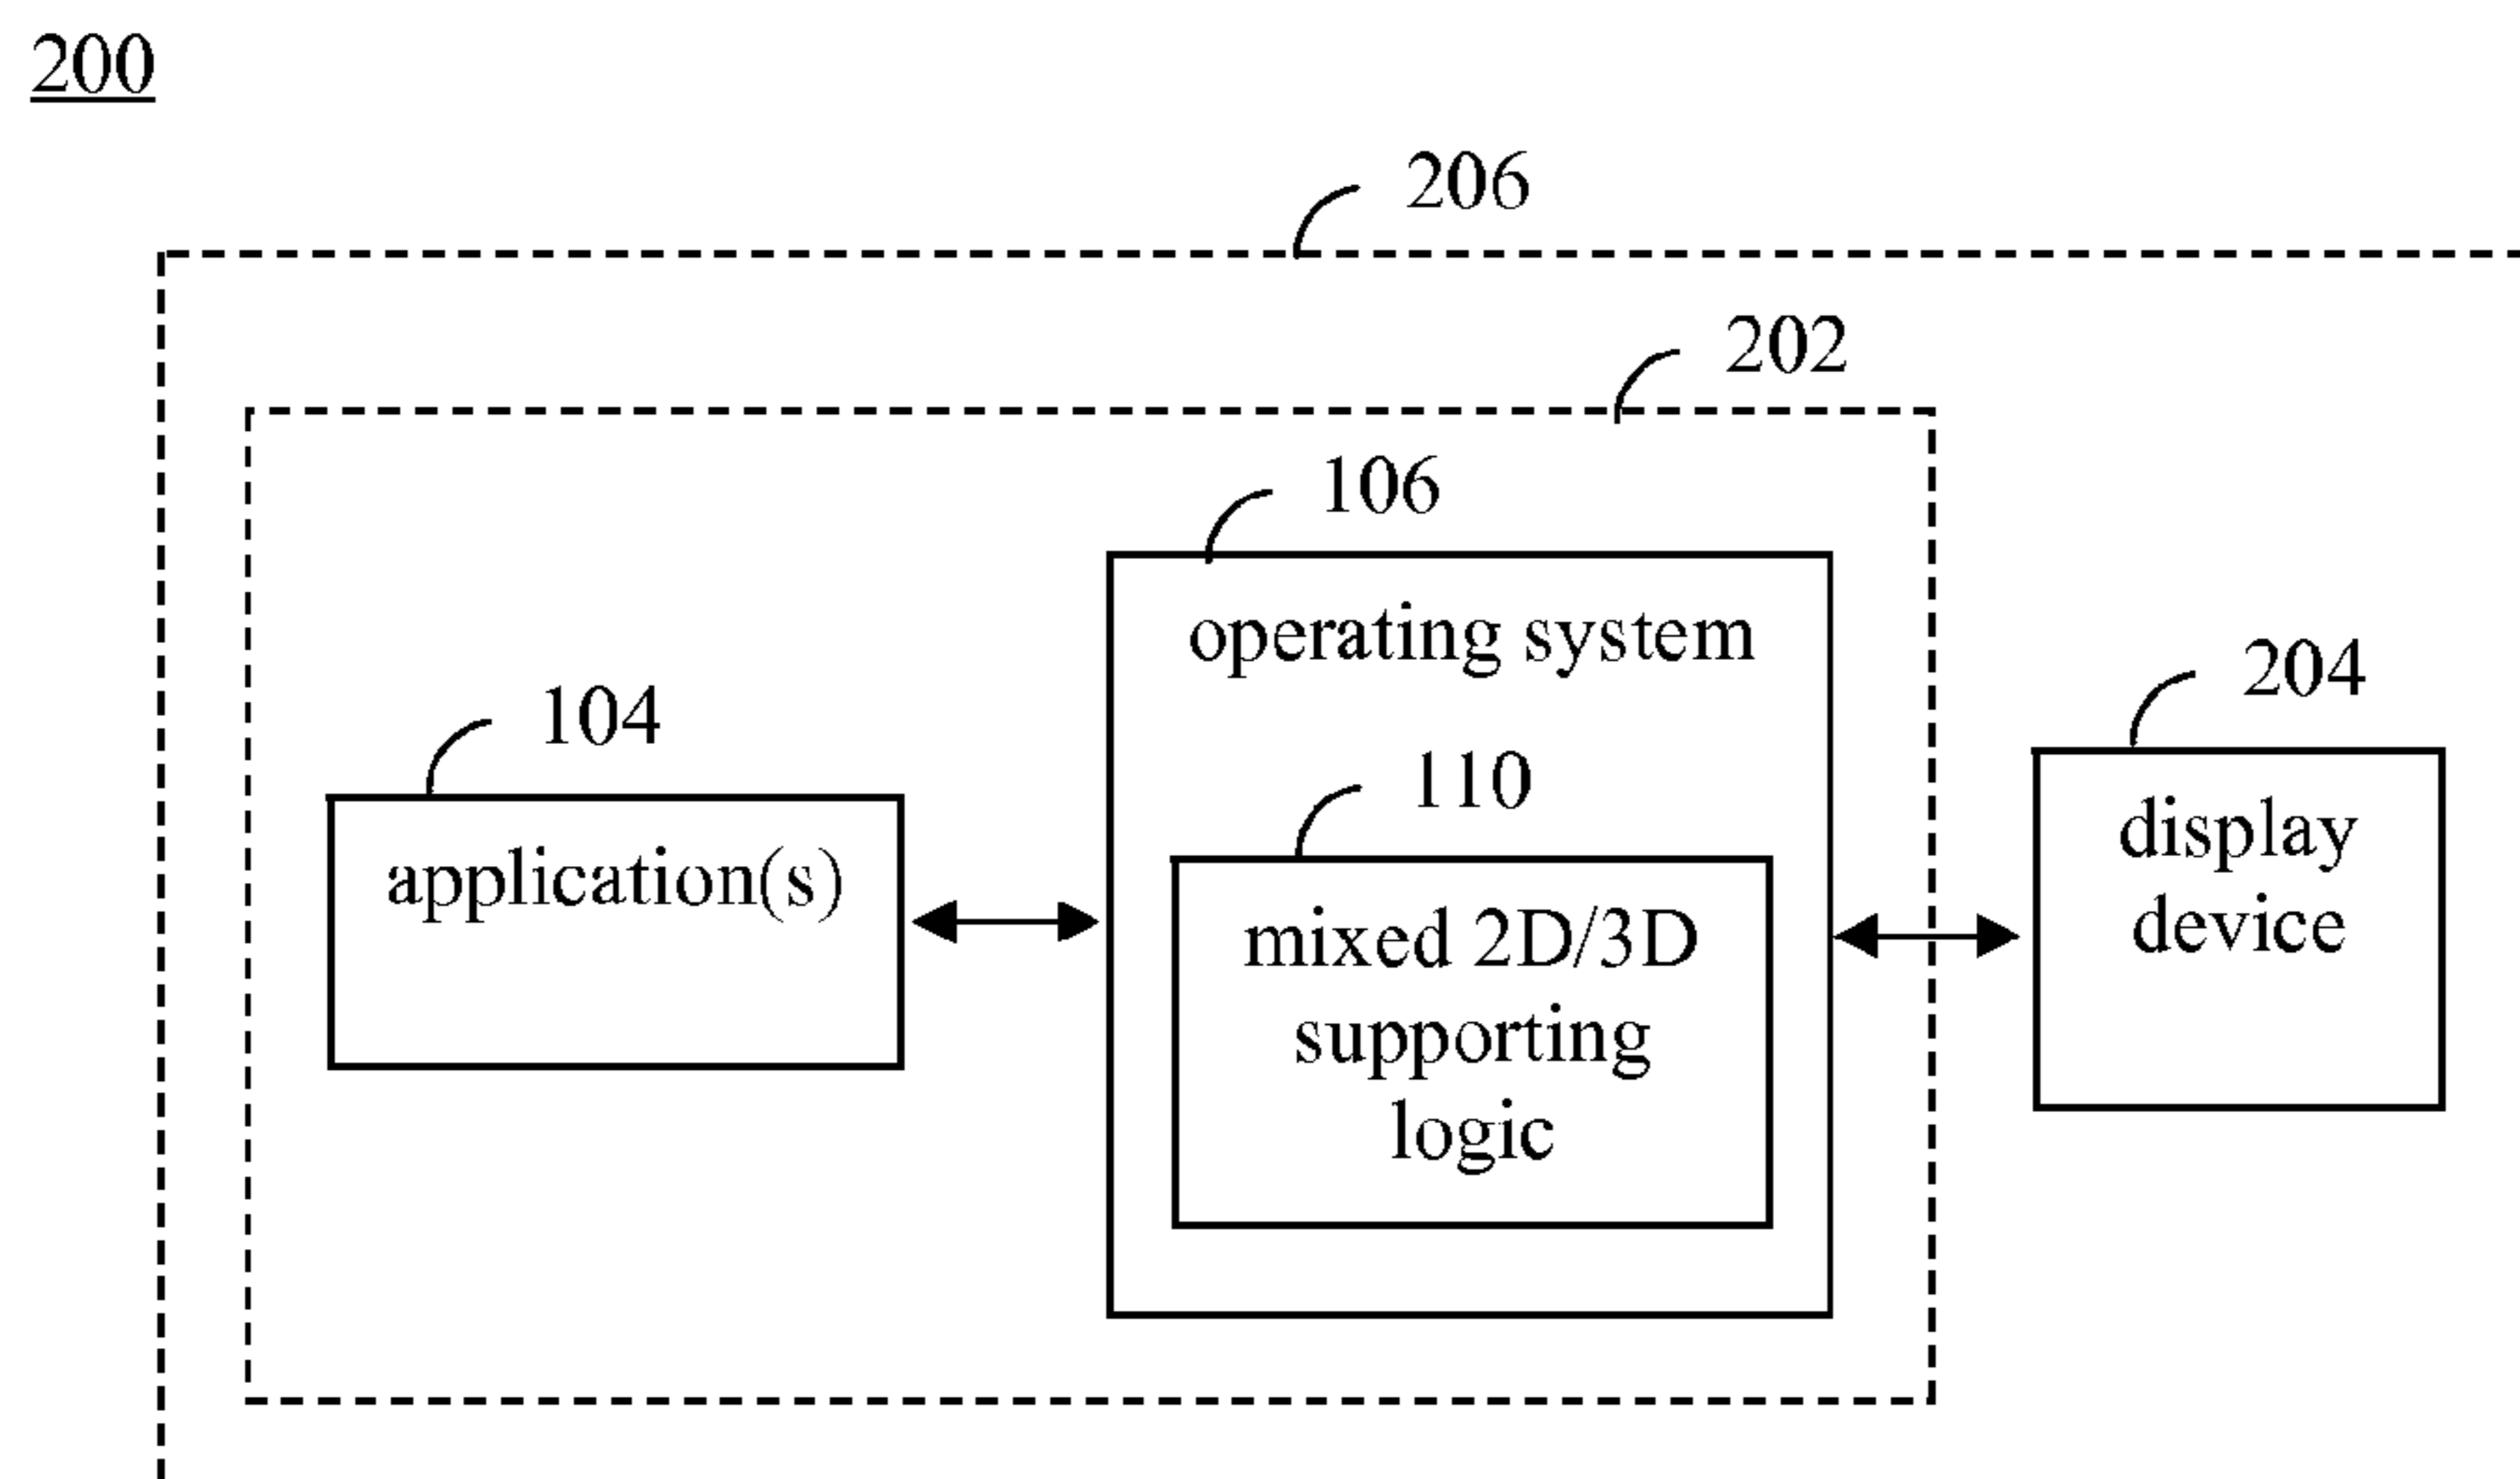 200
206
202
106
operating system
104
application(s)
110
mixed 2D/3D
supporting
logic
204
display
device